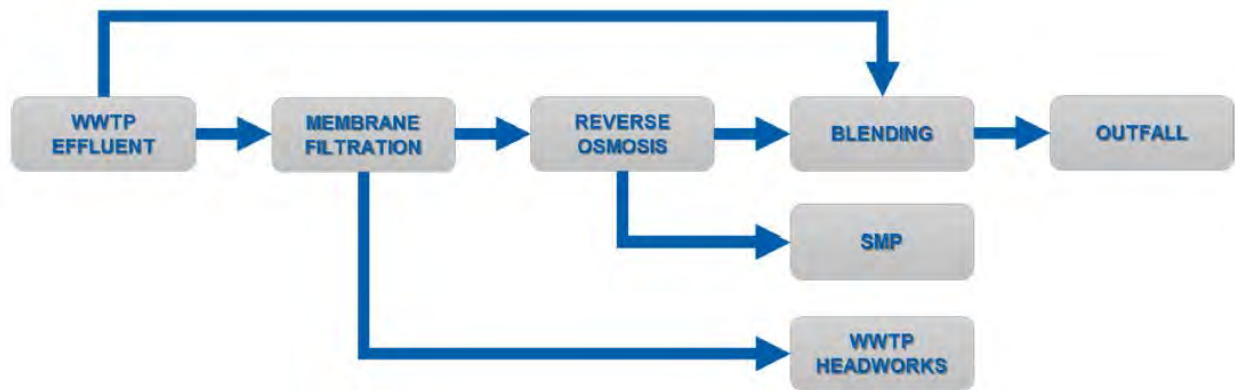 WWTP
EFFLUENT
MEMBRANE
FILTRATION
REVERSE
OSMOSIS
BLENDING
OUTFALL
SMP
WWTP
HEADWORKS